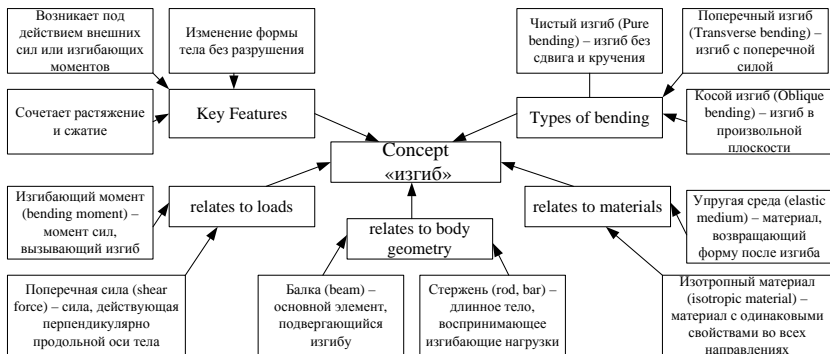 Возникает под
действием внешних
сил или изгибающих
моментов
Изменение формы
тела без разрушения
Чистый изгиб (Pure
bending) – изгиб без
сдвига и кручения
Поперечный изгиб
(Transverse bending) –
изгиб с поперечной
силой
Сочетает растяжение
и сжатие
Key Features
Types of bending
Косой изгиб (Oblique
bending) – изгиб в
произвольной
плоскости
Concept
«изгиб»
Изгибающий момент
(bending moment) –
момент сил,
вызывающий изгиб
relates to loads
relates to body
geometry
relates to materials
Упругая среда (elastic
medium) – материал,
возвращающий
форму после изгиба
Поперечная сила (shear
force) – сила, действующая
перпендикулярно
продольной оси тела
Балка (beam) –
основной элемент,
подвергающийся
изгибу
Стержень (rod, bar) –
длинное тело,
воспринимающее
изгибающие нагрузки
Изотропный материал
(isotropic material) –
материал с одинаковыми
свойствами во всех
направлениях